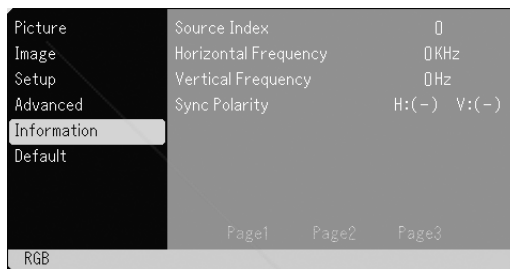 Picture
Image
Setup
Advanced
Information
Default
Source Index 0
Horizontal Frequency 0KHz
Vertical Frequency 0Hz
Sync Polarity H:(-) V:(-)
Page1 Page2 Page3
RGB